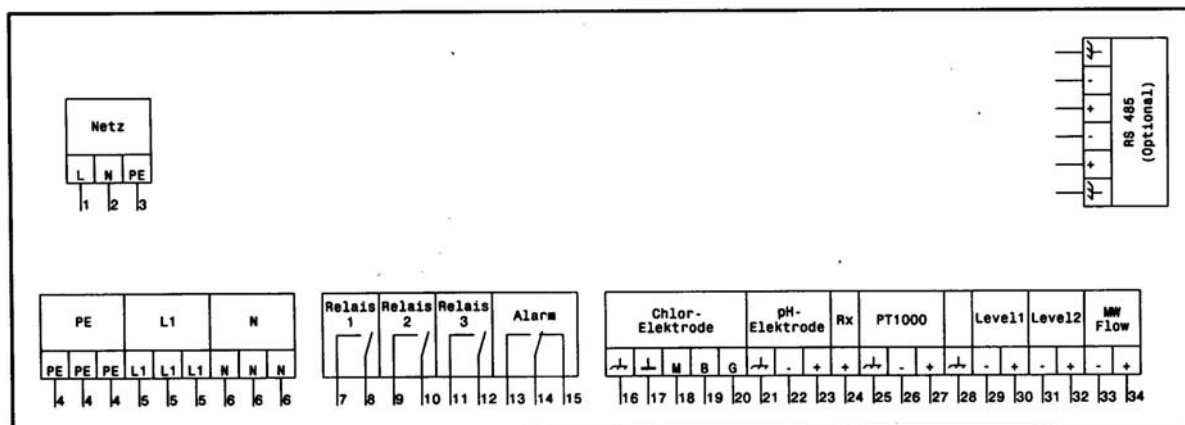 RS 485
(Optional)
-
+
-
+
Netz
L N PE
1 2 3
PE L1 N
PE PE PE L1 L1 L1 N N N
4 4 4 5 5 5 6 6 6
Relais Relais Relais Alarm
1 2 3
7 8 9 10 11 12 13 14 15
Chlor- pH- Rx PT1000 Level1 Level2 MW
Elektrode Elektrode Flow
M B G - + + - + - + - + - +
16 17 18 19 20 21 22 23 24 25 26 27 28 29 30 31 32 33 34